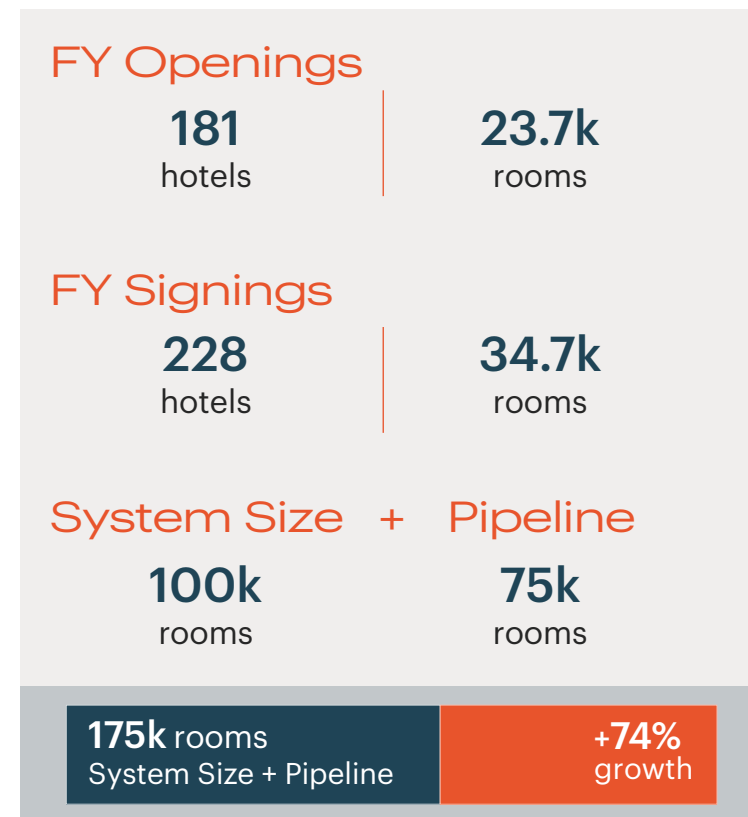 FY Openings
181 23.7k
hotels rooms
FY Signings
228 34.7k
hotels rooms
System Size + Pipeline
100k 75k
rooms rooms
175k rooms +74%
System Size + Pipeline growth